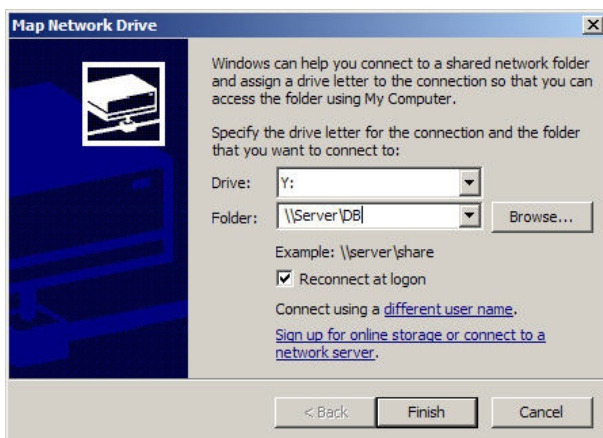 Map Network Drive
Windows can help you connect to a shared network folder
and assign a drive letter to the connection so that you can
access the folder using My Computer.
Specify the drive letter for the connection and the folder
that you want to connect to:
Drive: Y:
Folder: \\Server\DB Browse...
Example: \\server\share
Reconnect at logon
Connect using a different user name.
Sign up for online storage or connect to a
network server.
< Back Finish Cancel